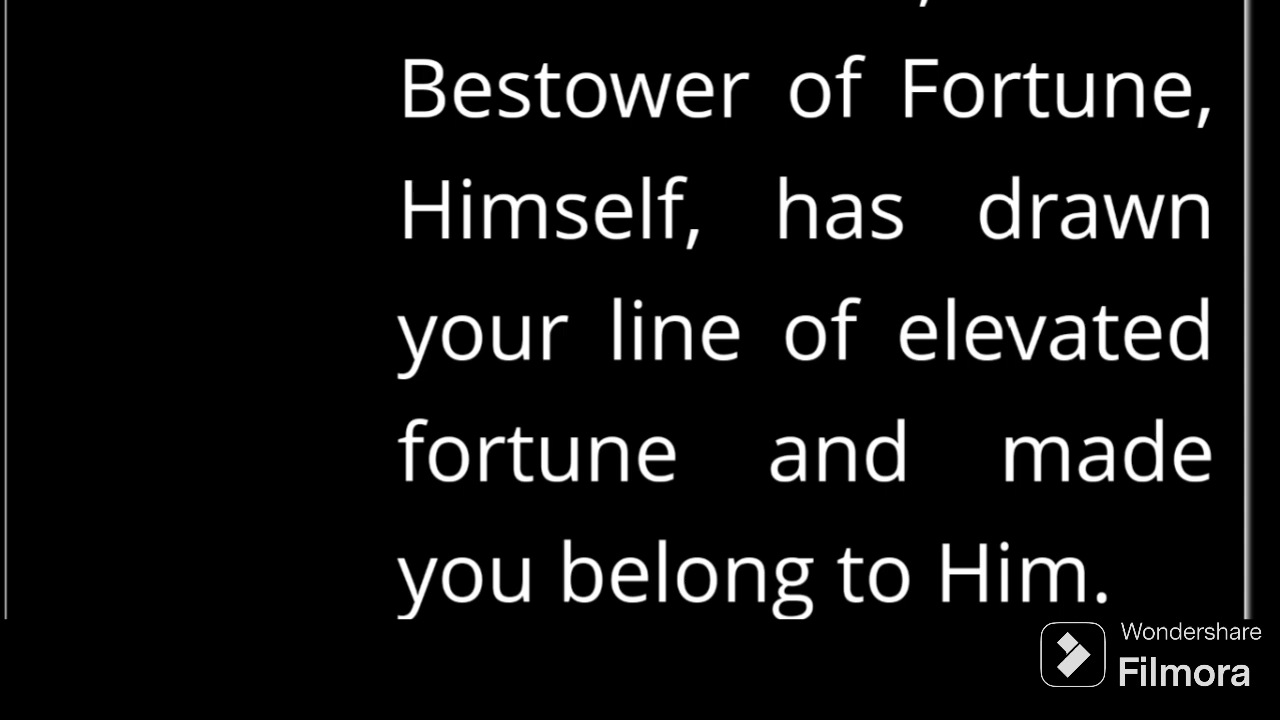 Bestower of Fortune,
Himself, has drawn
your line of elevated
fortune and made
you belong to Him.
Wondershare
Filmora